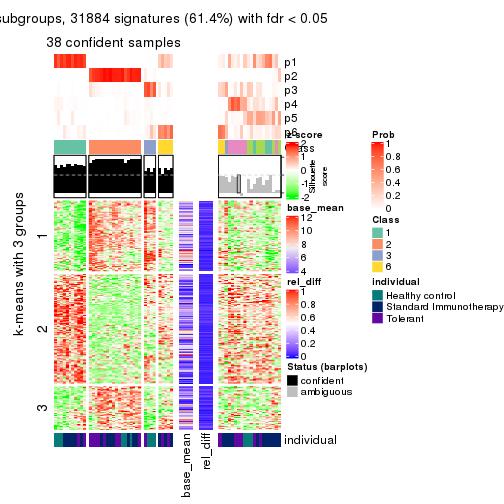 subgroups, 31884 signatures (61.4%) with fdr < 0.05
38 confident samples
p1
p2
p3
p4
p5
p6
Class
Silhouette
score
k-means with 3 groups
1
2
3
individual
base_mean
rel_diff
z-score
2
1
0
-1
-2
base_mean
12
10
8
6
4
rel_diff
1
0.8
0.6
0.4
0.2
0
Status (barplots)
confident
ambiguous
Prob
1
0.8
0.6
0.4
0.2
0
Class
1
2
3
6
individual
Healthy control
Standard Immunotherapy
Tolerant